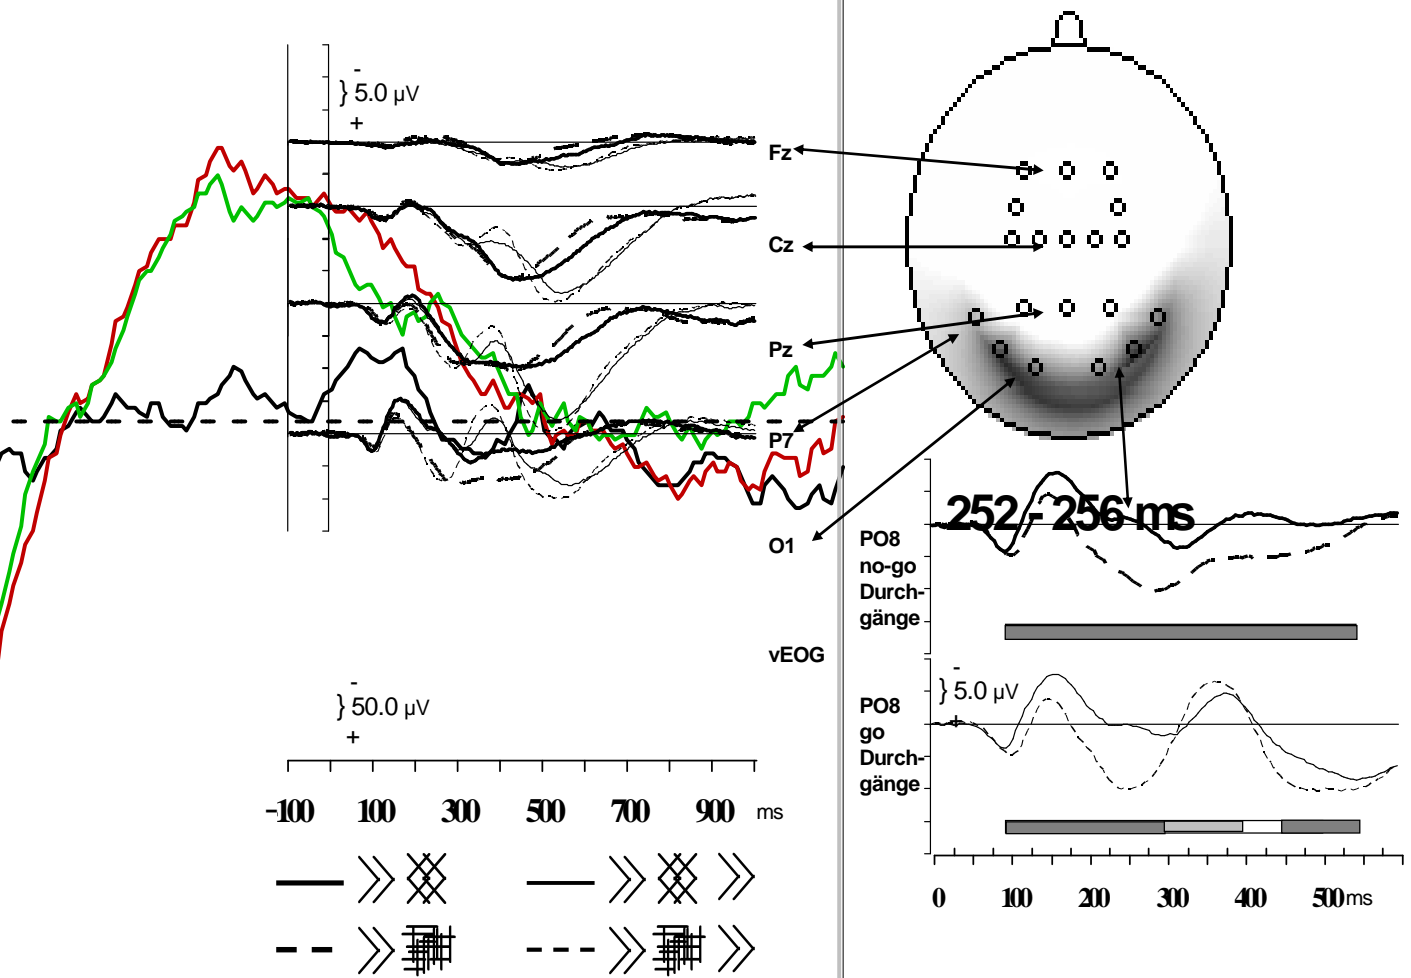 -
} 5.0 µV
+
Fz
Cz
Pz
P7
O1
vEOG
-
} 50.0 µV
+
-100 100 300 500 700 900 ms
252 - 256 ms
PO8
no-go
Durch-
gänge
-
} 5.0 µV
+
PO8
go
Durch-
gänge
0 100 200 300 400 500 ms